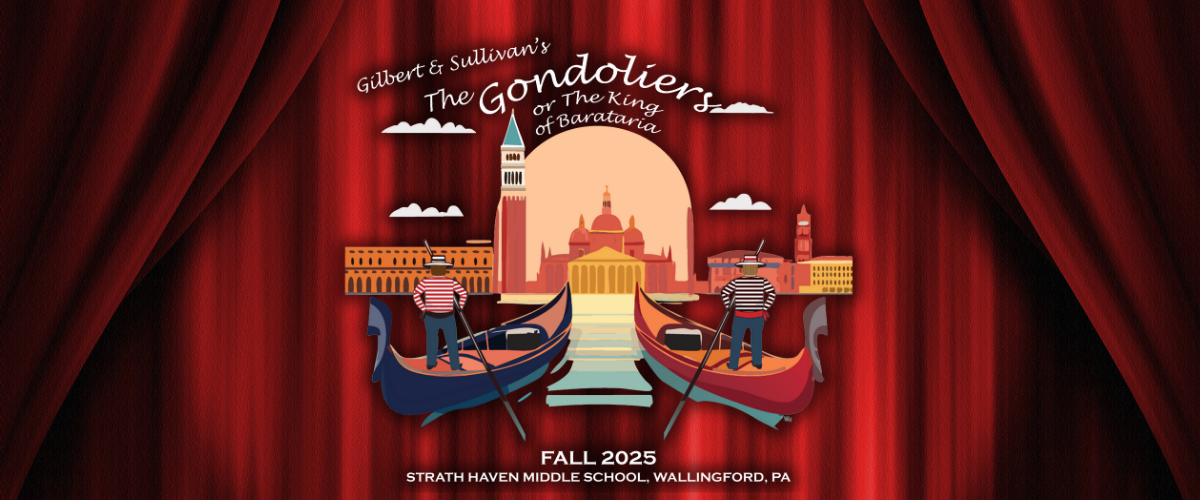 Gilbert & Sullivan's
The Gondoliers
or The King
of Barataria
FALL 2025
STRATH HAVEN MIDDLE SCHOOL, WALLINGFORD, PA